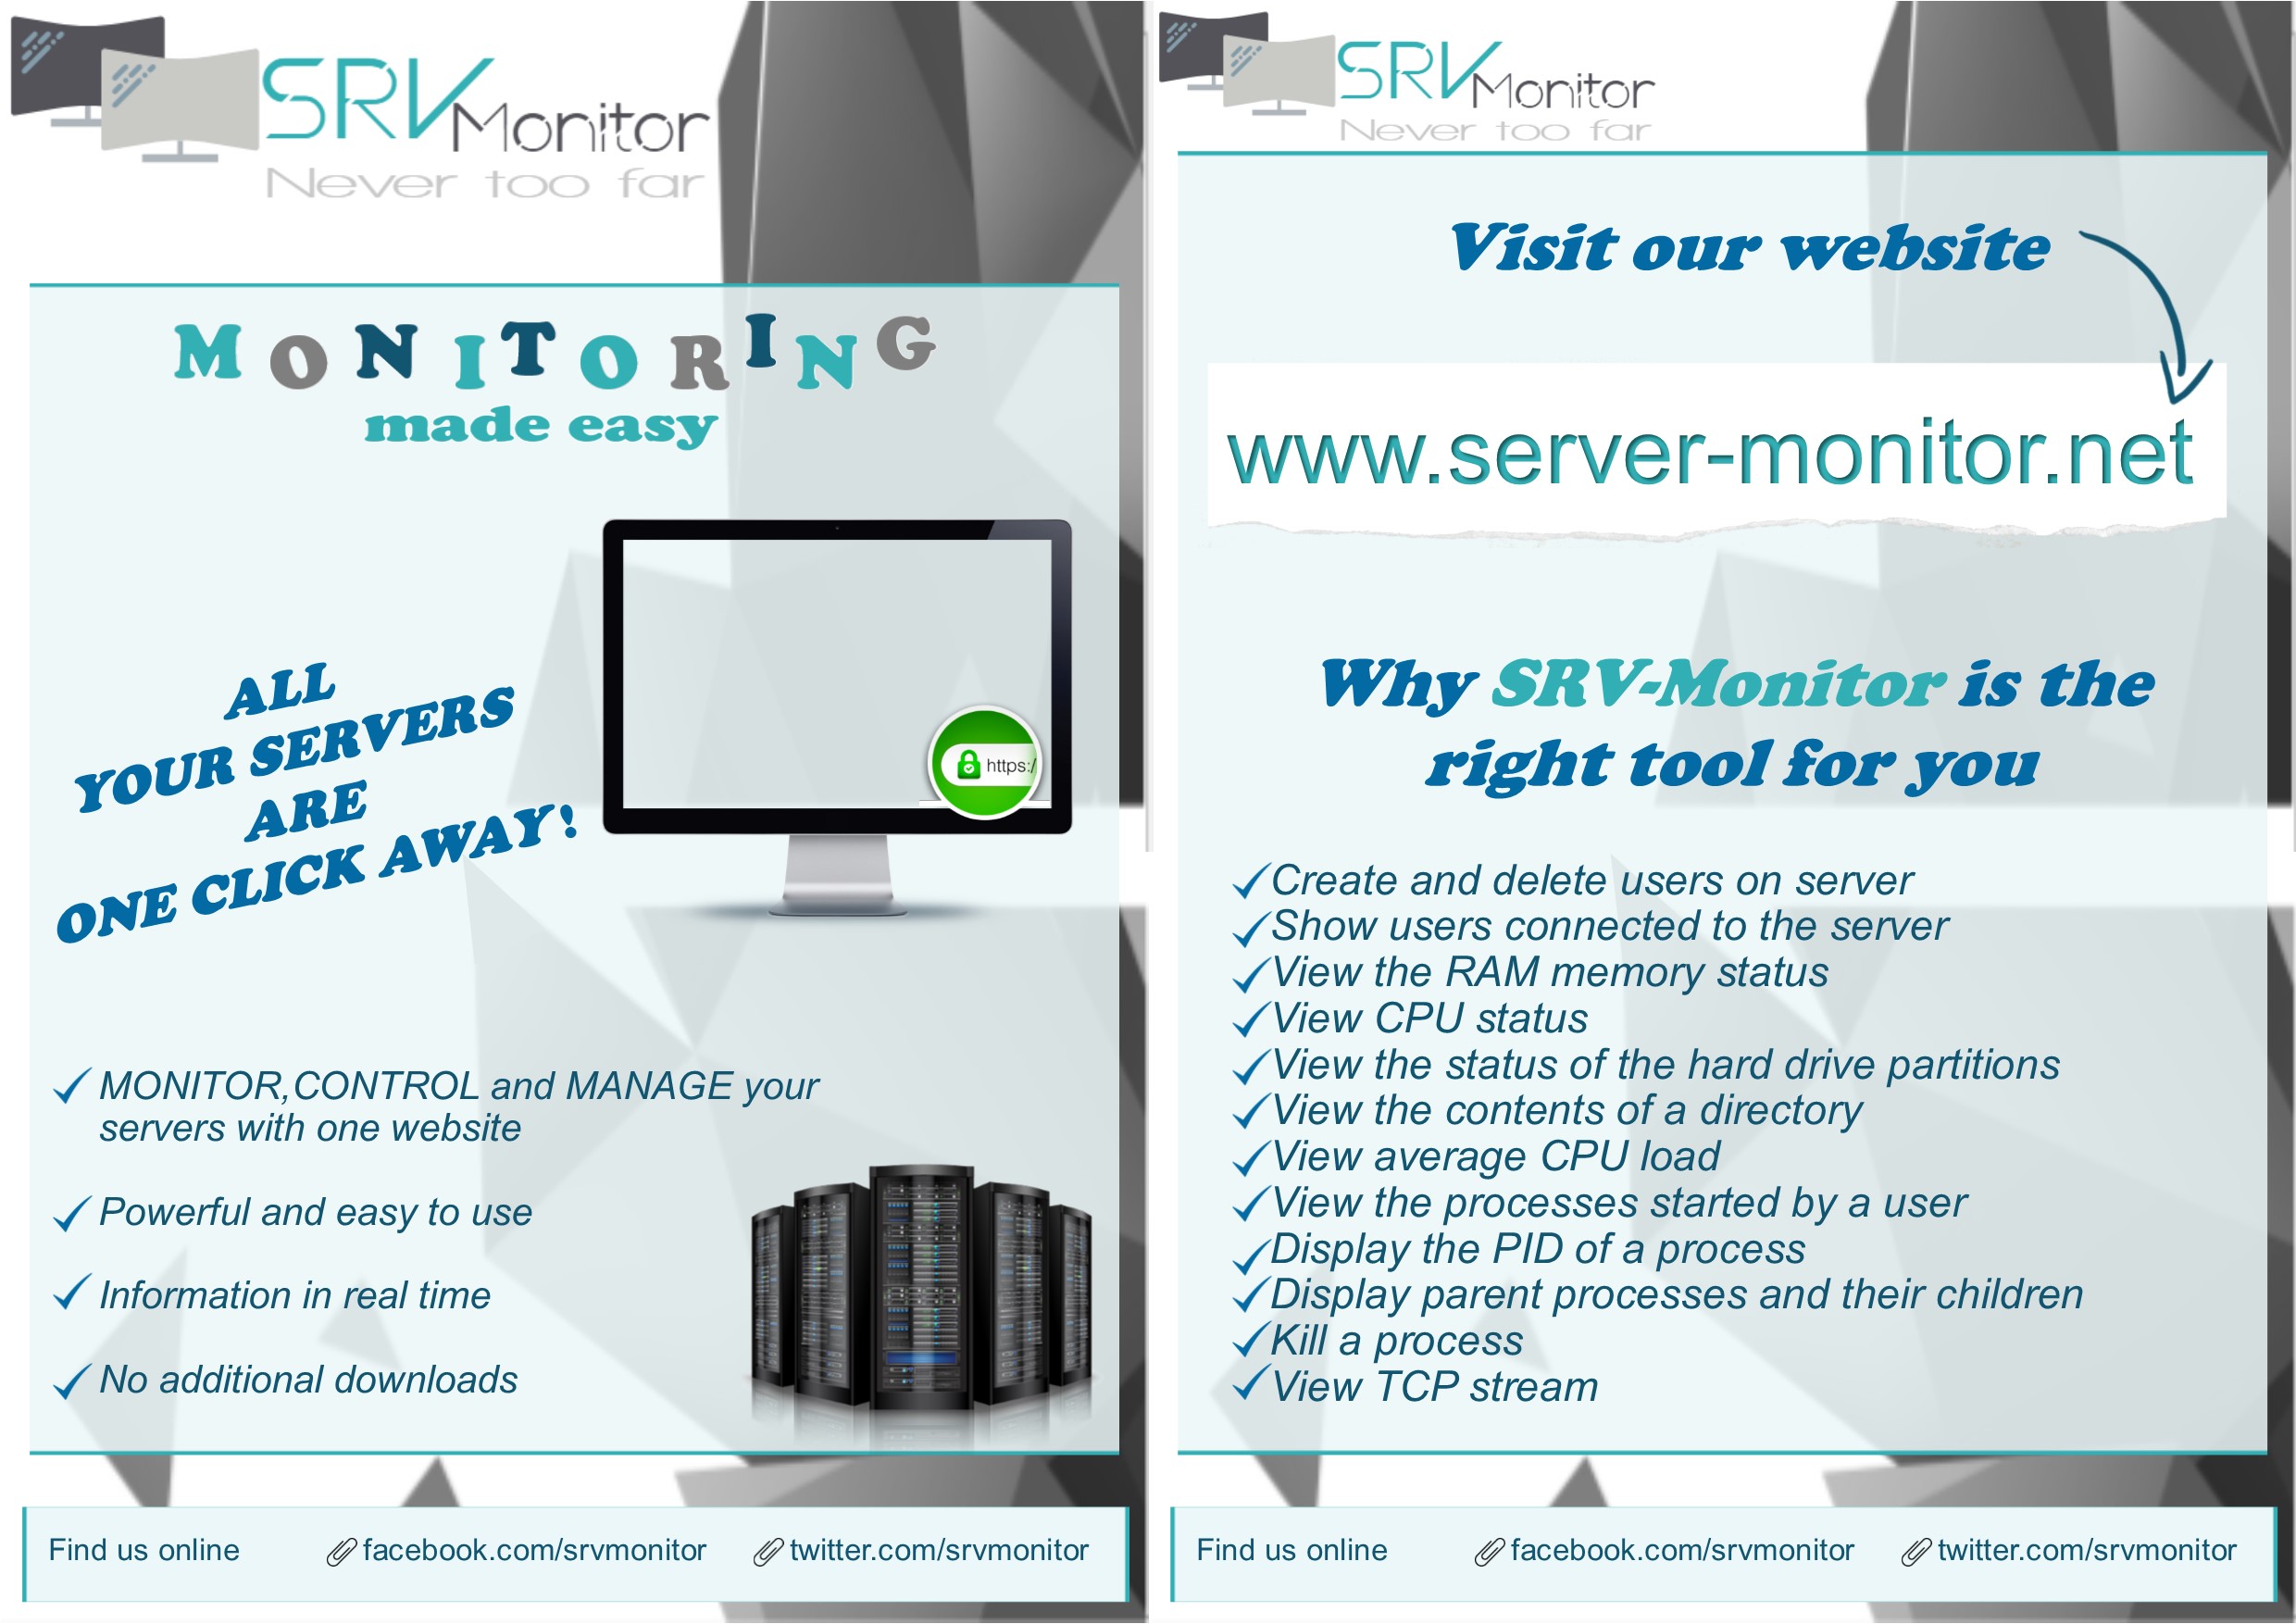 SRV Monitor
Never too far
MONITORING
made easy
ALL
YOUR SERVERS
ARE
ONE CLICK AWAY!
https:/
MONITOR,CONTROL and MANAGE your
servers with one website
Powerful and easy to use
Information in real time
No additional downloads
Find us online facebook.com/srvmonitor twitter.com/srvmonitor
SRV Monitor
Never too far
Visit our website
www.server-monitor.net
Why SRV-Monitor is the
right tool for you
Create and delete users on server
Show users connected to the server
View the RAM memory status
View CPU status
View the status of the hard drive partitions
View the contents of a directory
View average CPU load
View the processes started by a user
Display the PID of a process
Display parent processes and their children
Kill a process
View TCP stream
Find us online facebook.com/srvmonitor twitter.com/srvmonitor